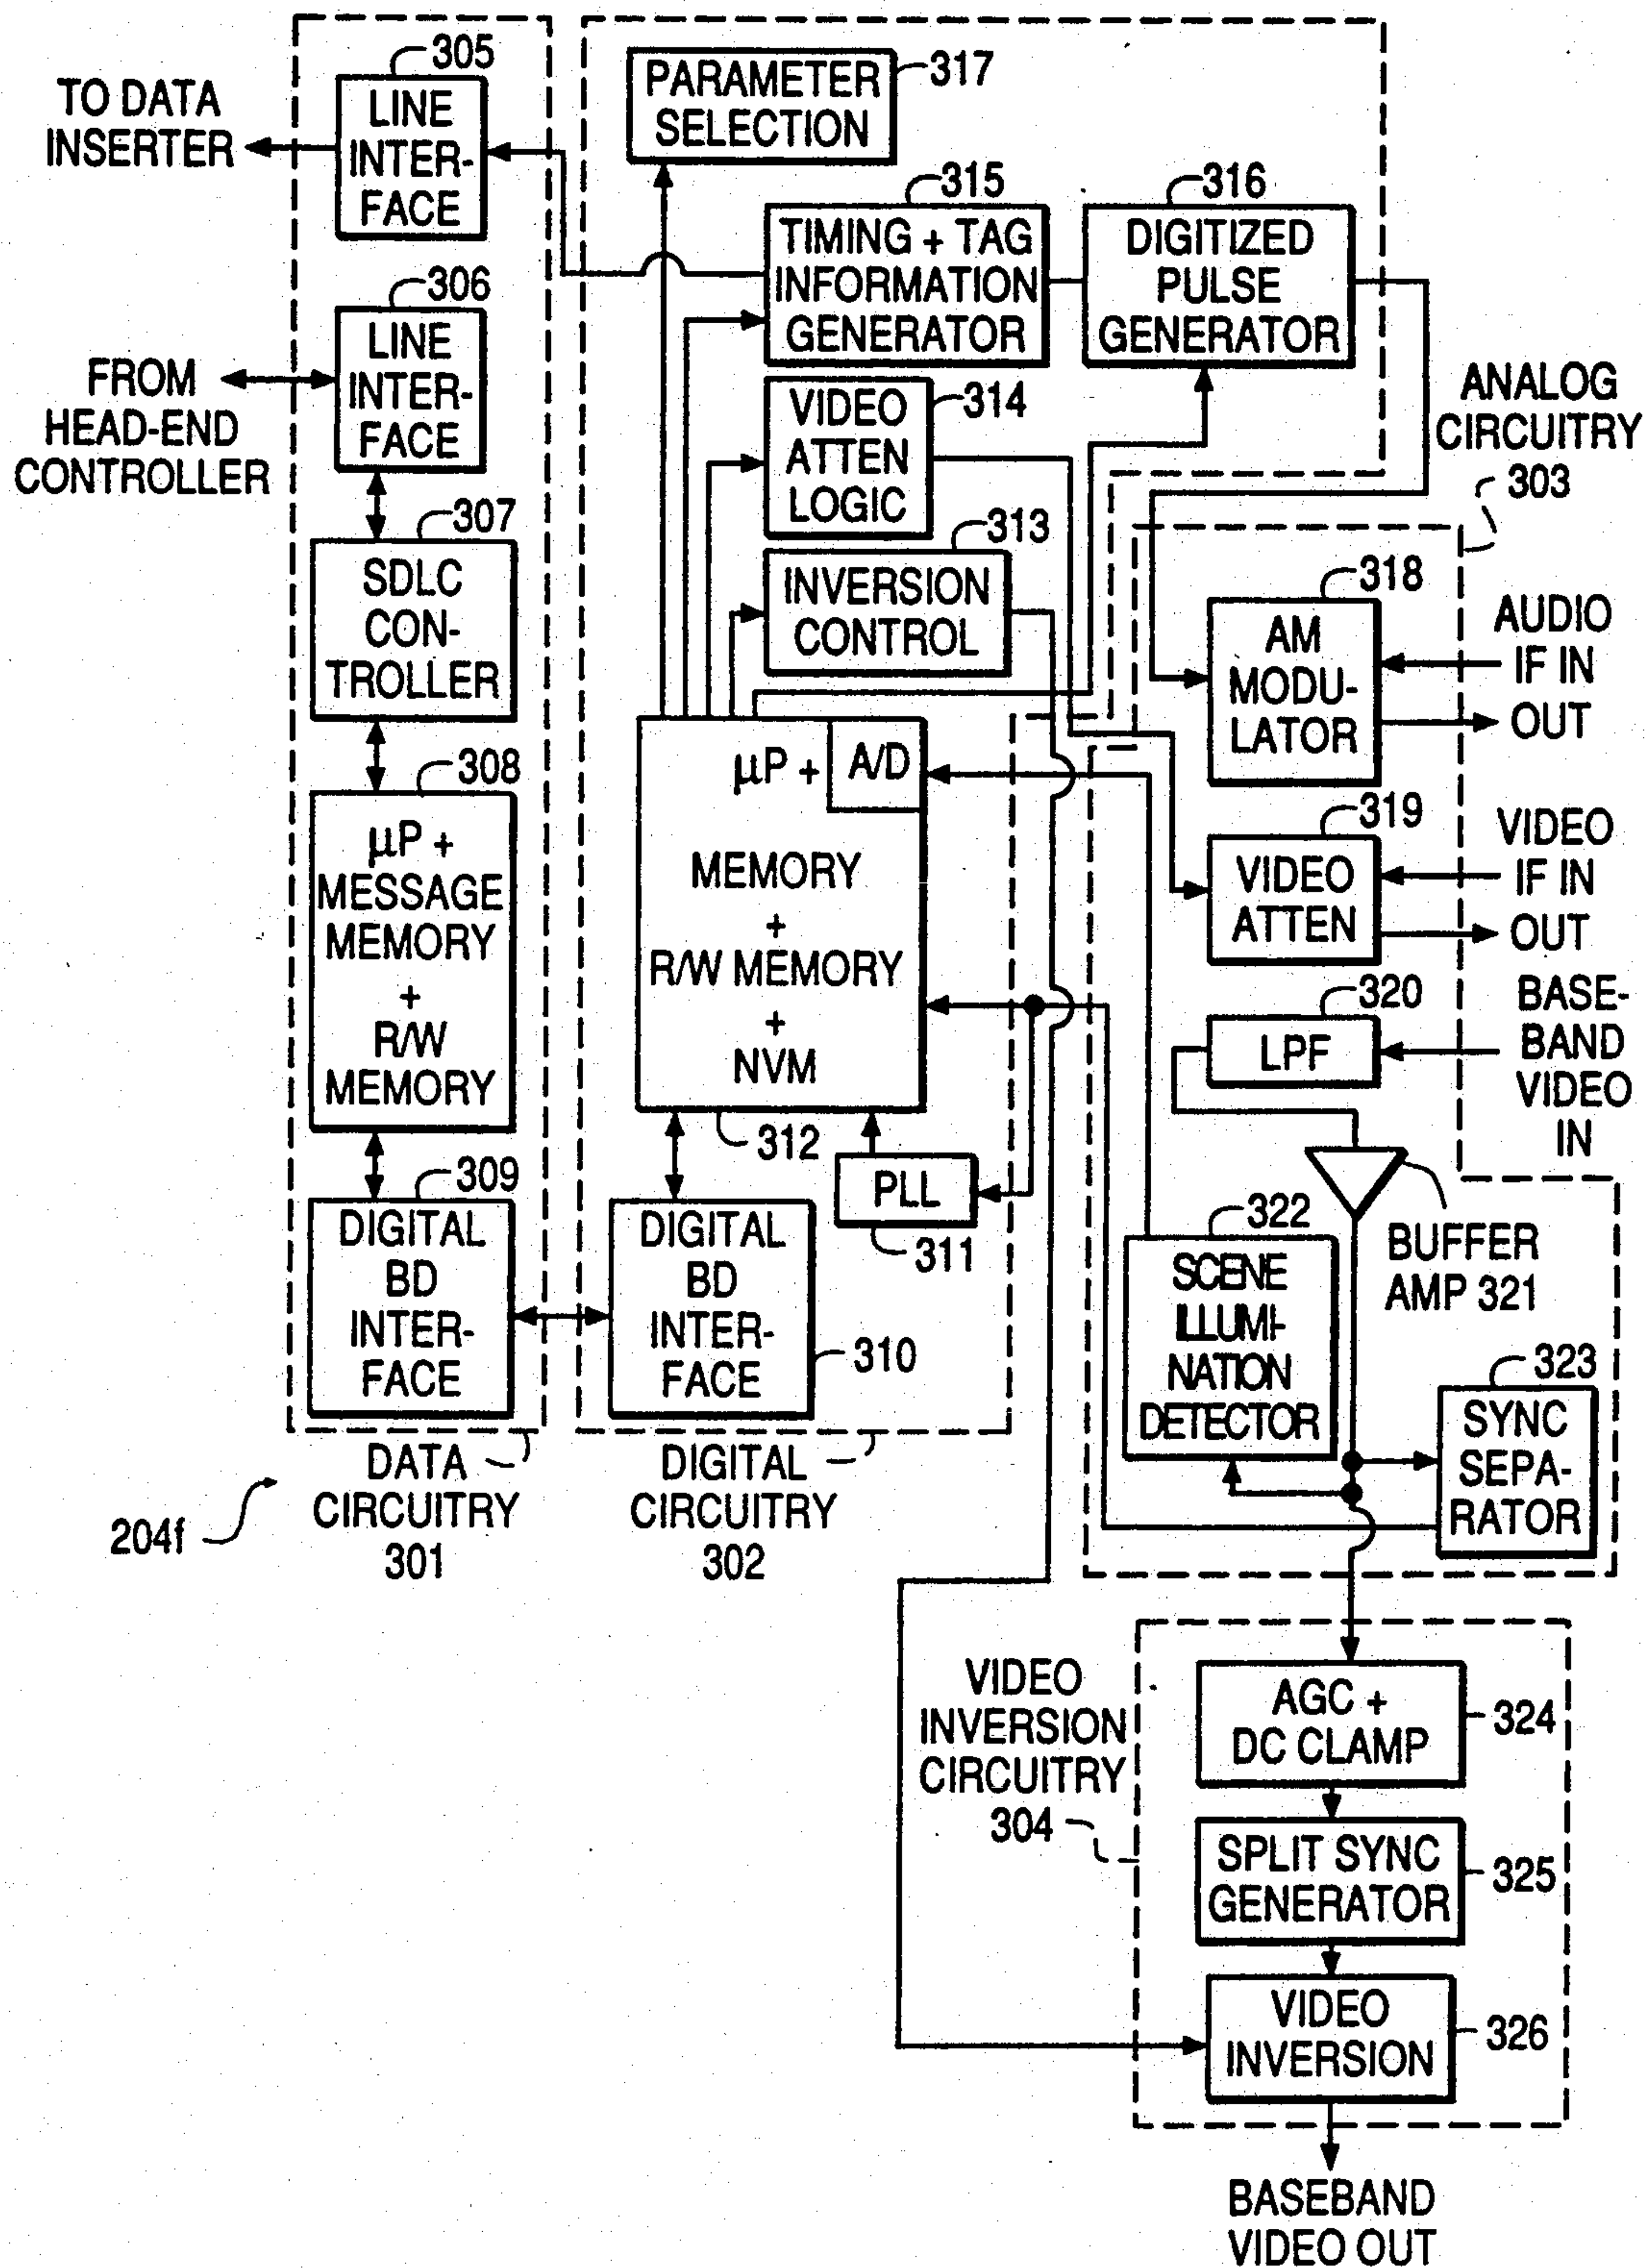 305
TO DATA
INSERTER
LINE
INTER-
FACE
306
FROM
HEAD-END
CONTROLLER
LINE
INTER-
FACE
307
SDLC
CON-
TROLLER
308
µP +
MESSAGE
MEMORY
+
R/W
MEMORY
309
DIGITAL
BD
INTER-
FACE
DATA
CIRCUITRY
301
204f
PARAMETER
SELECTION
317
315
TIMING + TAG
INFORMATION
GENERATOR
316
DIGITIZED
PULSE
GENERATOR
VIDEO
ATTEN
LOGIC
314
313
INVERSION
CONTROL
µP +
A/D
MEMORY
+
R/W MEMORY
+
NVM
312
PLL
311
DIGITAL
BD
INTER-
FACE
310
DIGITAL
CIRCUITRY
302
ANALOG
CIRCUITRY
303
318
AM
MODU-
LATOR
AUDIO
IF IN
OUT
319
VIDEO
ATTEN
VIDEO
IF IN
OUT
320
LPF
BASE-
BAND
VIDEO
IN
BUFFER
AMP 321
322
SCENE
ILLUMI-
NATION
DETECTOR
323
SYNC
SEPA-
RATOR
VIDEO
INVERSION
CIRCUITRY
304
AGC +
DC CLAMP
324
SPLIT SYNC
GENERATOR
325
VIDEO
INVERSION
326
BASEBAND
VIDEO OUT